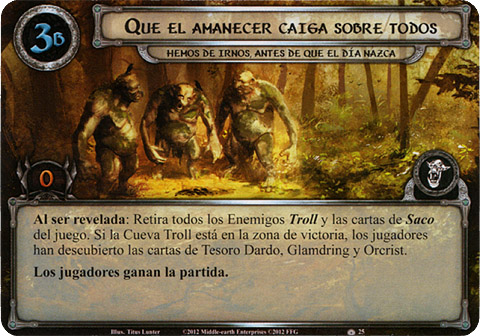 3B
QUE EL AMANECER CAIGA SOBRE TODOS
HEMOS DE IRNOS, ANTES DE QUE EL DÍA NAZCA
0
Al ser revelada: Retira todos los Enemigos Troll y las cartas de Saco
del juego. Si la Cueva Troll está en la zona de victoria, los jugadores
han descubierto las cartas de Tesoro Dardo, Glamdring y Orcrist.
Los jugadores ganan la partida.
Illus. Titus Lunter ©2012 Middle-earth Enterprises ©2012 FFG 25